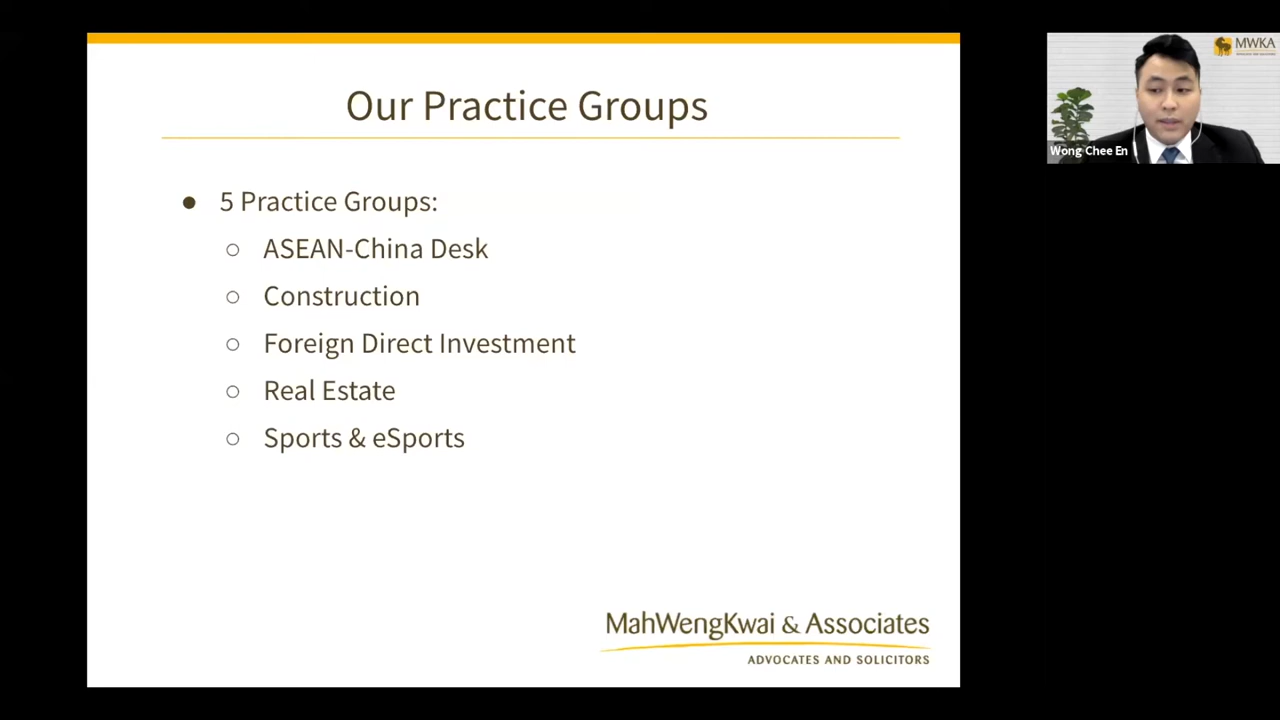 Our Practice Groups
● 5 Practice Groups:
○ ASEAN-China Desk
○ Construction
○ Foreign Direct Investment
○ Real Estate
○ Sports & eSports
MahWengKwai & Associates
ADVOCATES AND SOLICITORS
MWKA
Wong Chee En